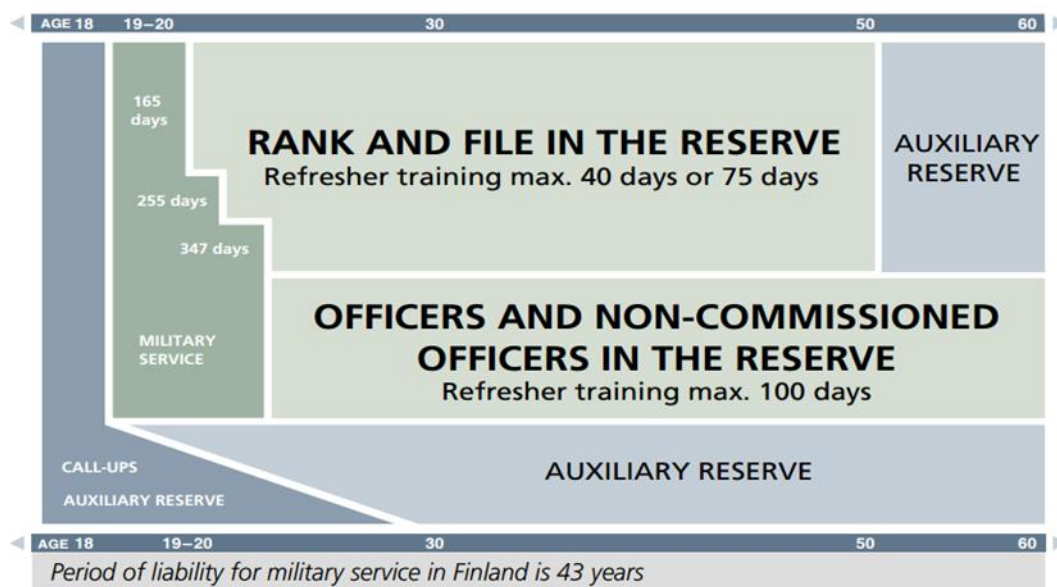 AGE 18 19–20 30 50 60
165
days
255 days
347 days
MILITARY
SERVICE
RANK AND FILE IN THE RESERVE
Refresher training max. 40 days or 75 days
AUXILIARY
RESERVE
OFFICERS AND NON-COMMISSIONED
OFFICERS IN THE RESERVE
Refresher training max. 100 days
CALL-UPS
AUXILIARY RESERVE
AUXILIARY RESERVE
AGE 18 19–20 30 50 60
Period of liability for military service in Finland is 43 years